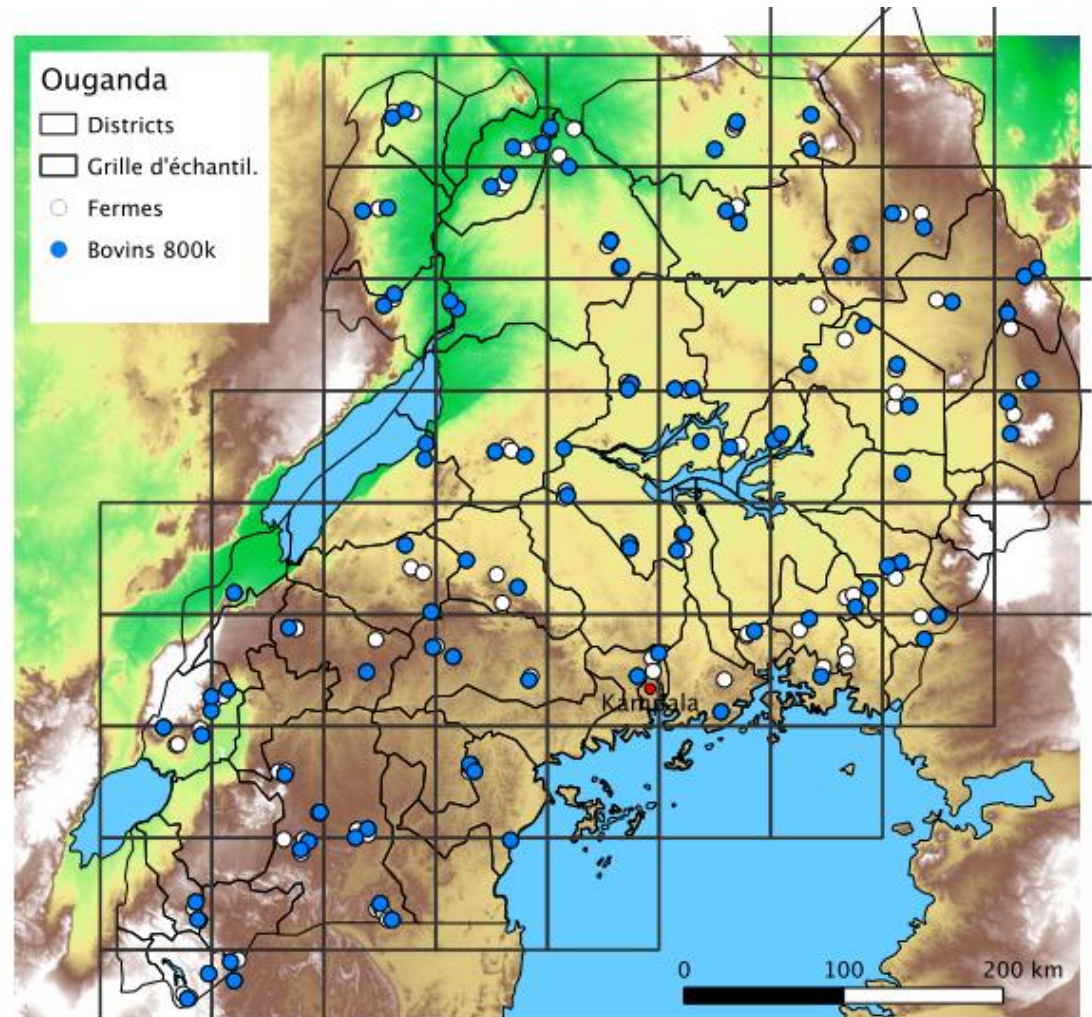 Ouganda
Districts
Grille d'échantil.
Fermes
Bovins 800k
Kampala
0 100 200 km